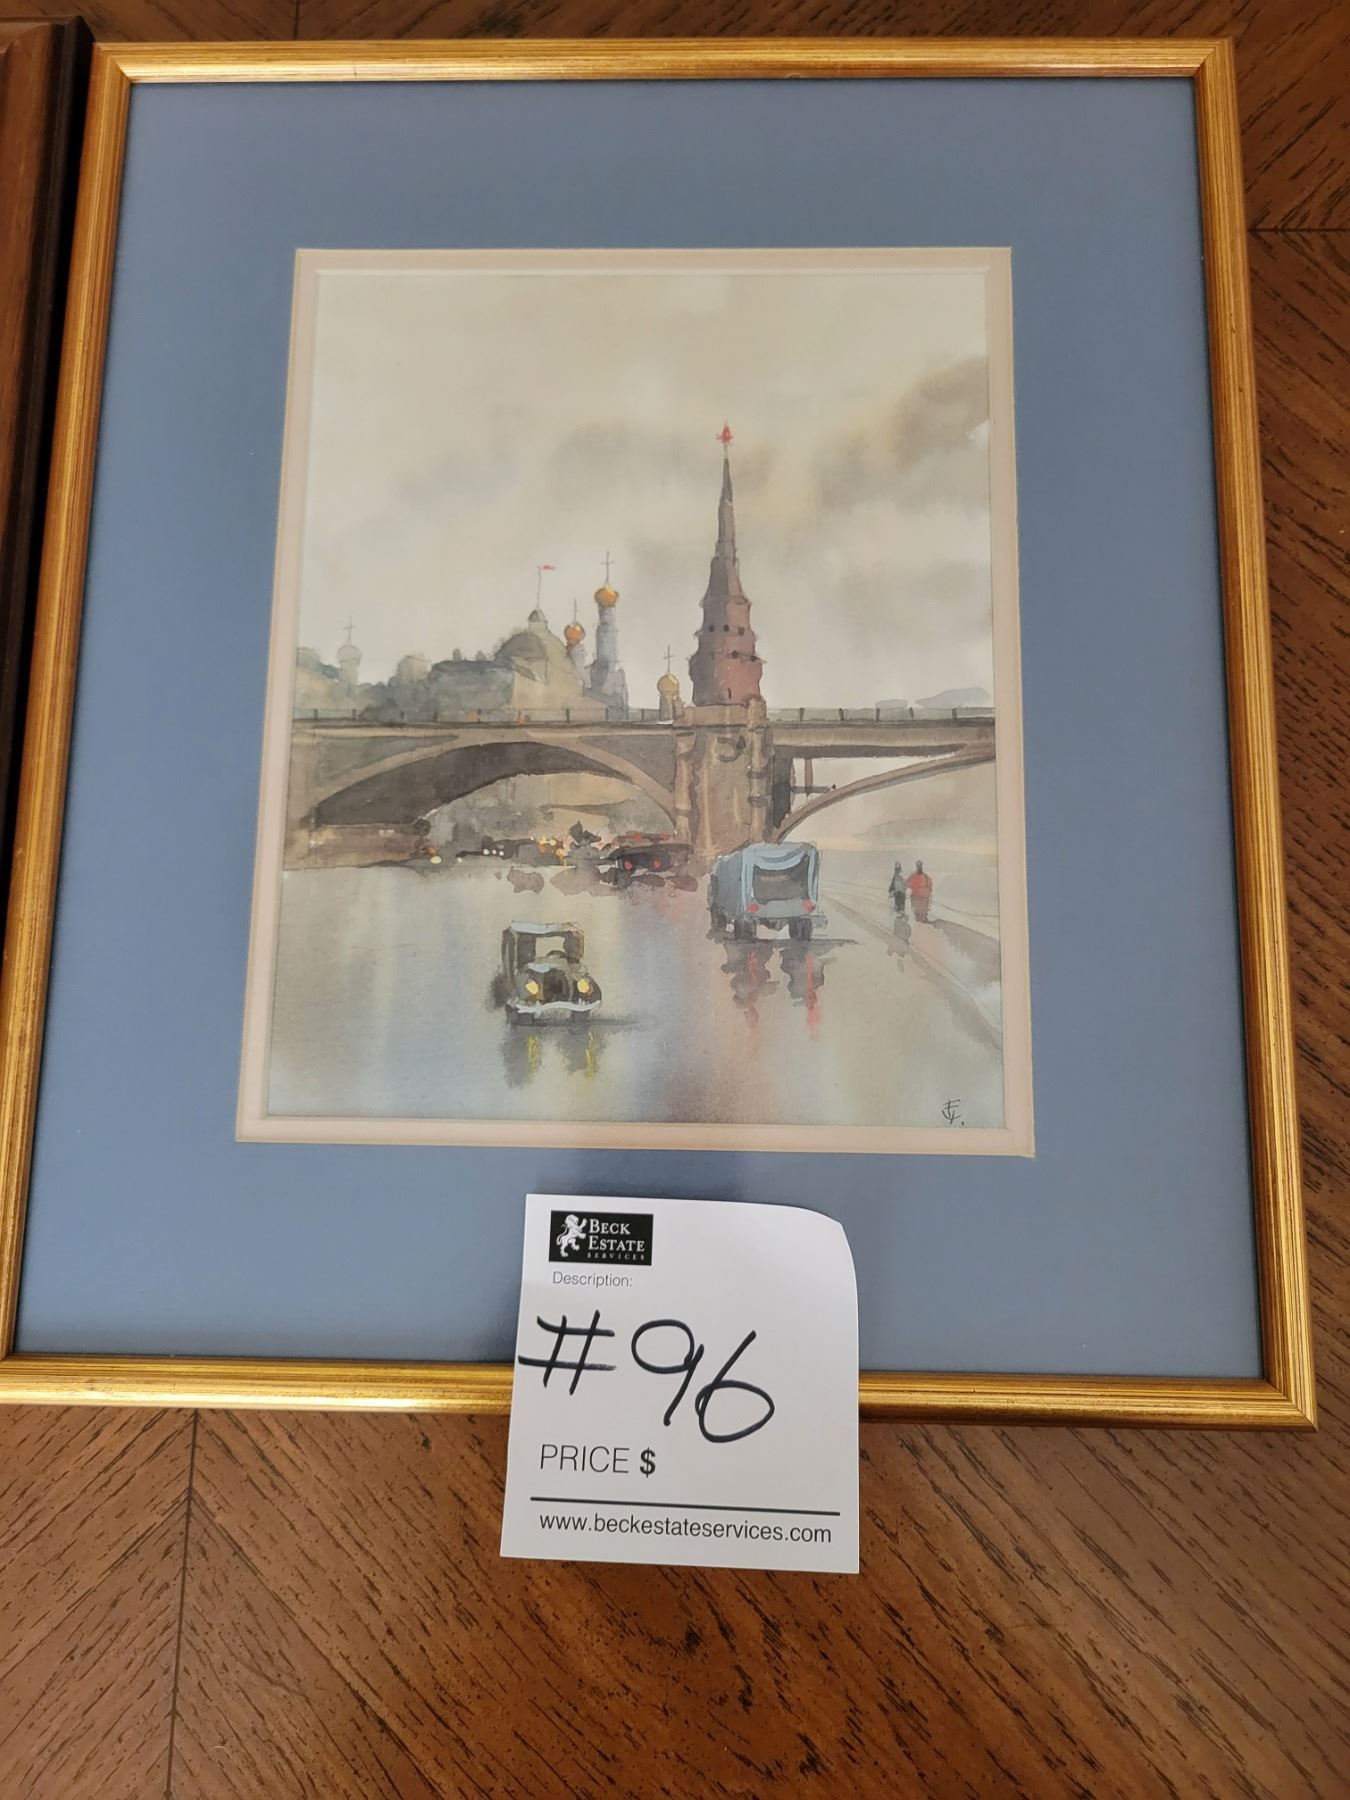 BECK
ESTATE
SERVICES
Description:
#96
PRICE $
www.beckestateservices.com